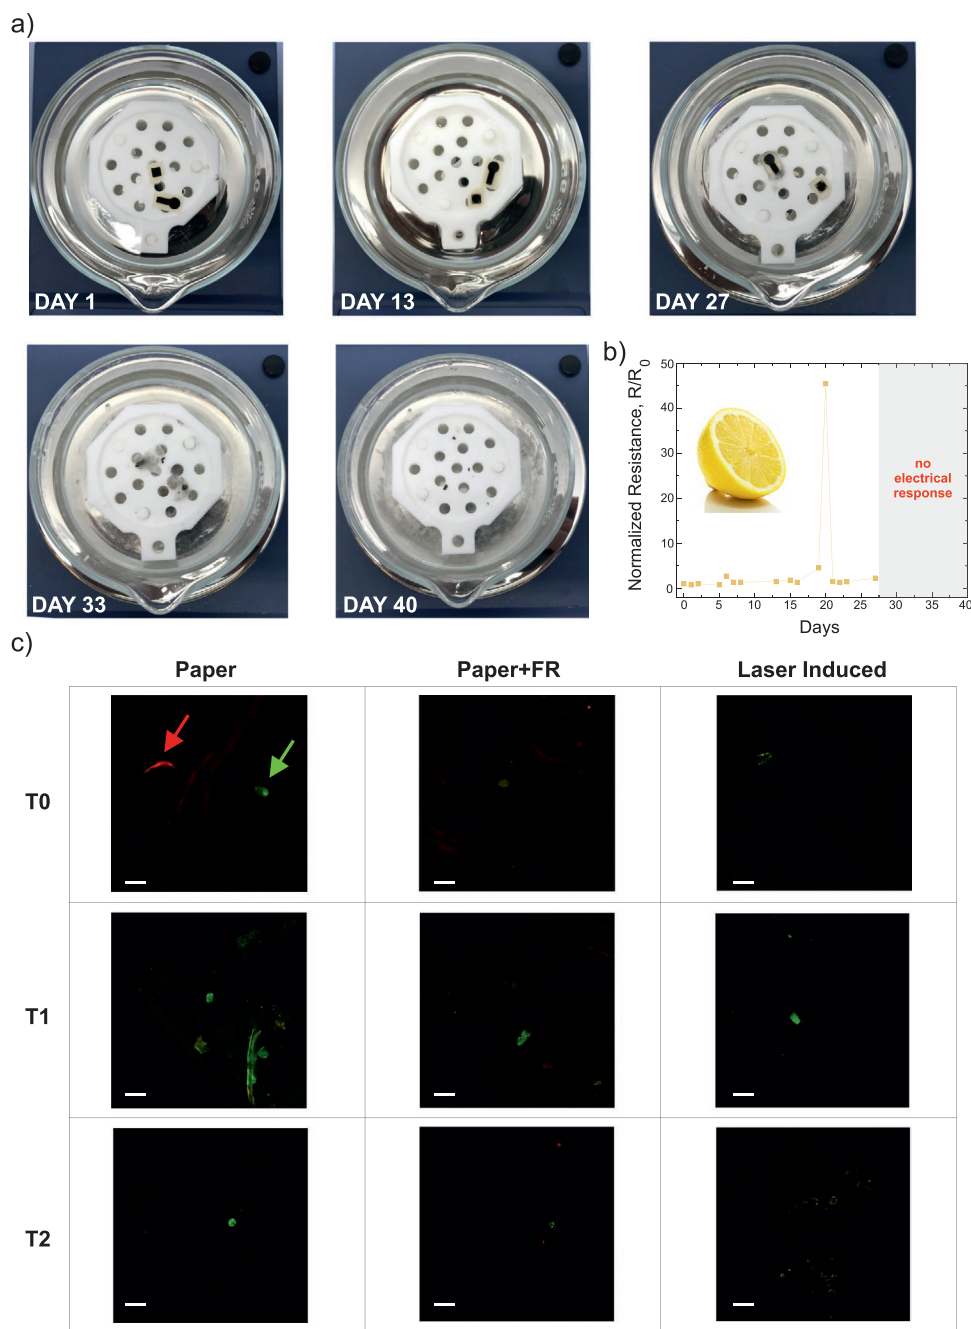 a)
DAY 1
DAY 13
DAY 27
DAY 33
DAY 40
b)
Normalized Resistance, R/R0
50
40
30
20
10
0
no
electrical
response
0 5 10 15 20 25 30 35 40
Days
c)
Paper Paper+FR Laser Induced
T0
T1
T2